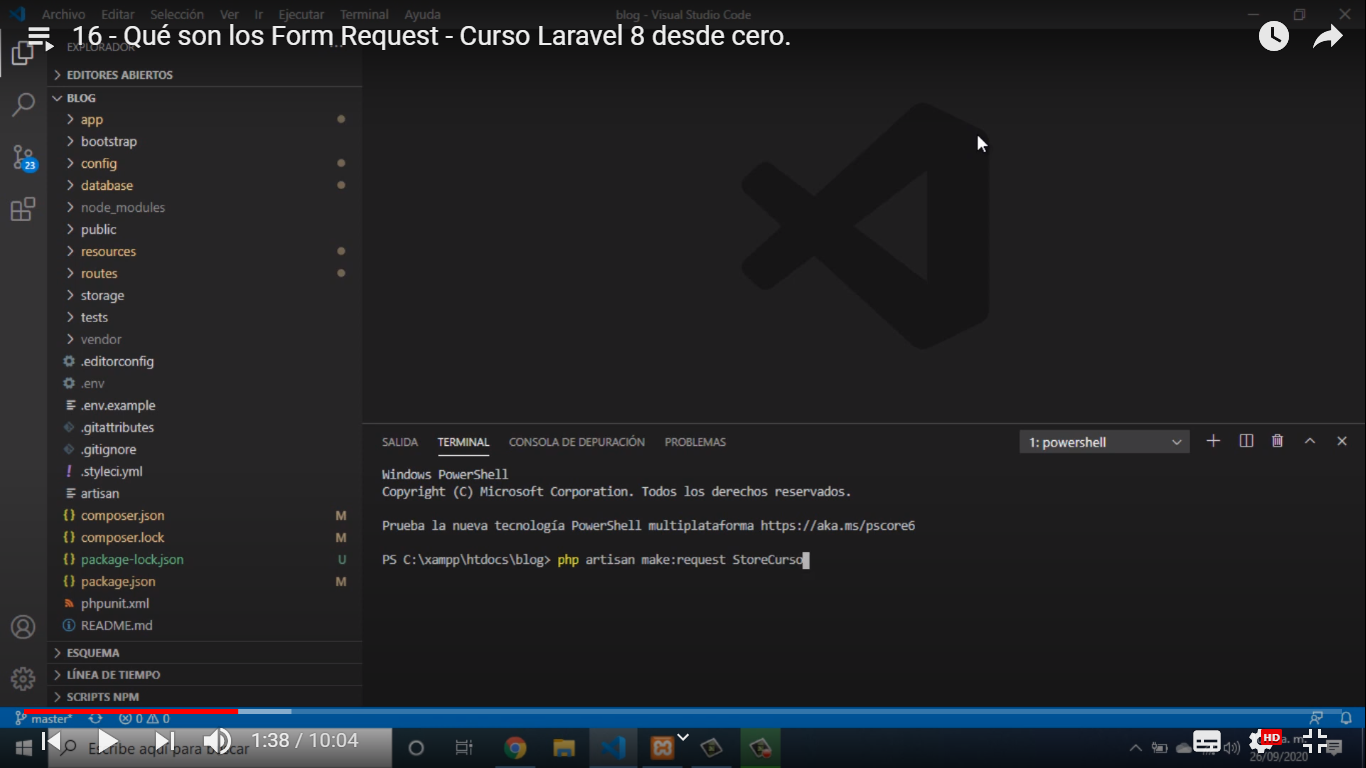 Archivo Editar Selección Ver Ir Ejecutar Terminal Ayuda
blog - Visual Studio Code
16 - Qué son los Form Request - Curso Laravel 8 desde cero.
EXPLORADOR
EDITORES ABIERTOS
BLOG
app
bootstrap
config
23
database
node_modules
public
resources
routes
storage
tests
vendor
.editorconfig
.env
.env.example
.gitattributes
.gitignore
.styleci.yml
artisan
composer.json M
composer.lock M
package-lock.json U
package.json M
phpunit.xml
README.md
ESQUEMA
LÍNEA DE TIEMPO
SCRIPTS NPM
SALIDA TERMINAL CONSOLA DE DEPURACIÓN PROBLEMAS
1: powershell
Windows PowerShell
Copyright (C) Microsoft Corporation. Todos los derechos reservados.
Prueba la nueva tecnología PowerShell multiplataforma https://aka.ms/pscore6
PS C:\xampp\htdocs\blog> php artisan make:request StoreCurso
master* 0 0
Escribe aquí para buscar
1:38 / 10:04
HD
a. m.
26/09/2020